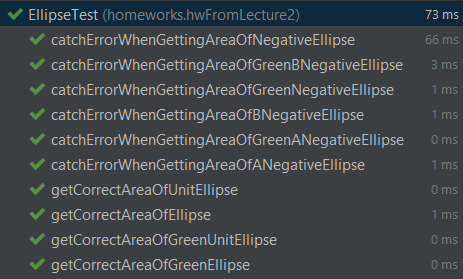 EllipseTest (homeworks.hwFromLecture2) 73 ms
catchErrorWhenGettingAreaOfNegativeEllipse 66 ms
catchErrorWhenGettingAreaOfGreenBNegativeEllipse 3 ms
catchErrorWhenGettingAreaOfGreenNegativeEllipse 1 ms
catchErrorWhenGettingAreaOfBNegativeEllipse 1 ms
catchErrorWhenGettingAreaOfGreenANegativeEllipse 0 ms
catchErrorWhenGettingAreaOfANegativeEllipse 1 ms
getCorrectAreaOfUnitEllipse 0 ms
getCorrectAreaOfEllipse 1 ms
getCorrectAreaOfGreenUnitEllipse 0 ms
getCorrectAreaOfGreenEllipse 0 ms